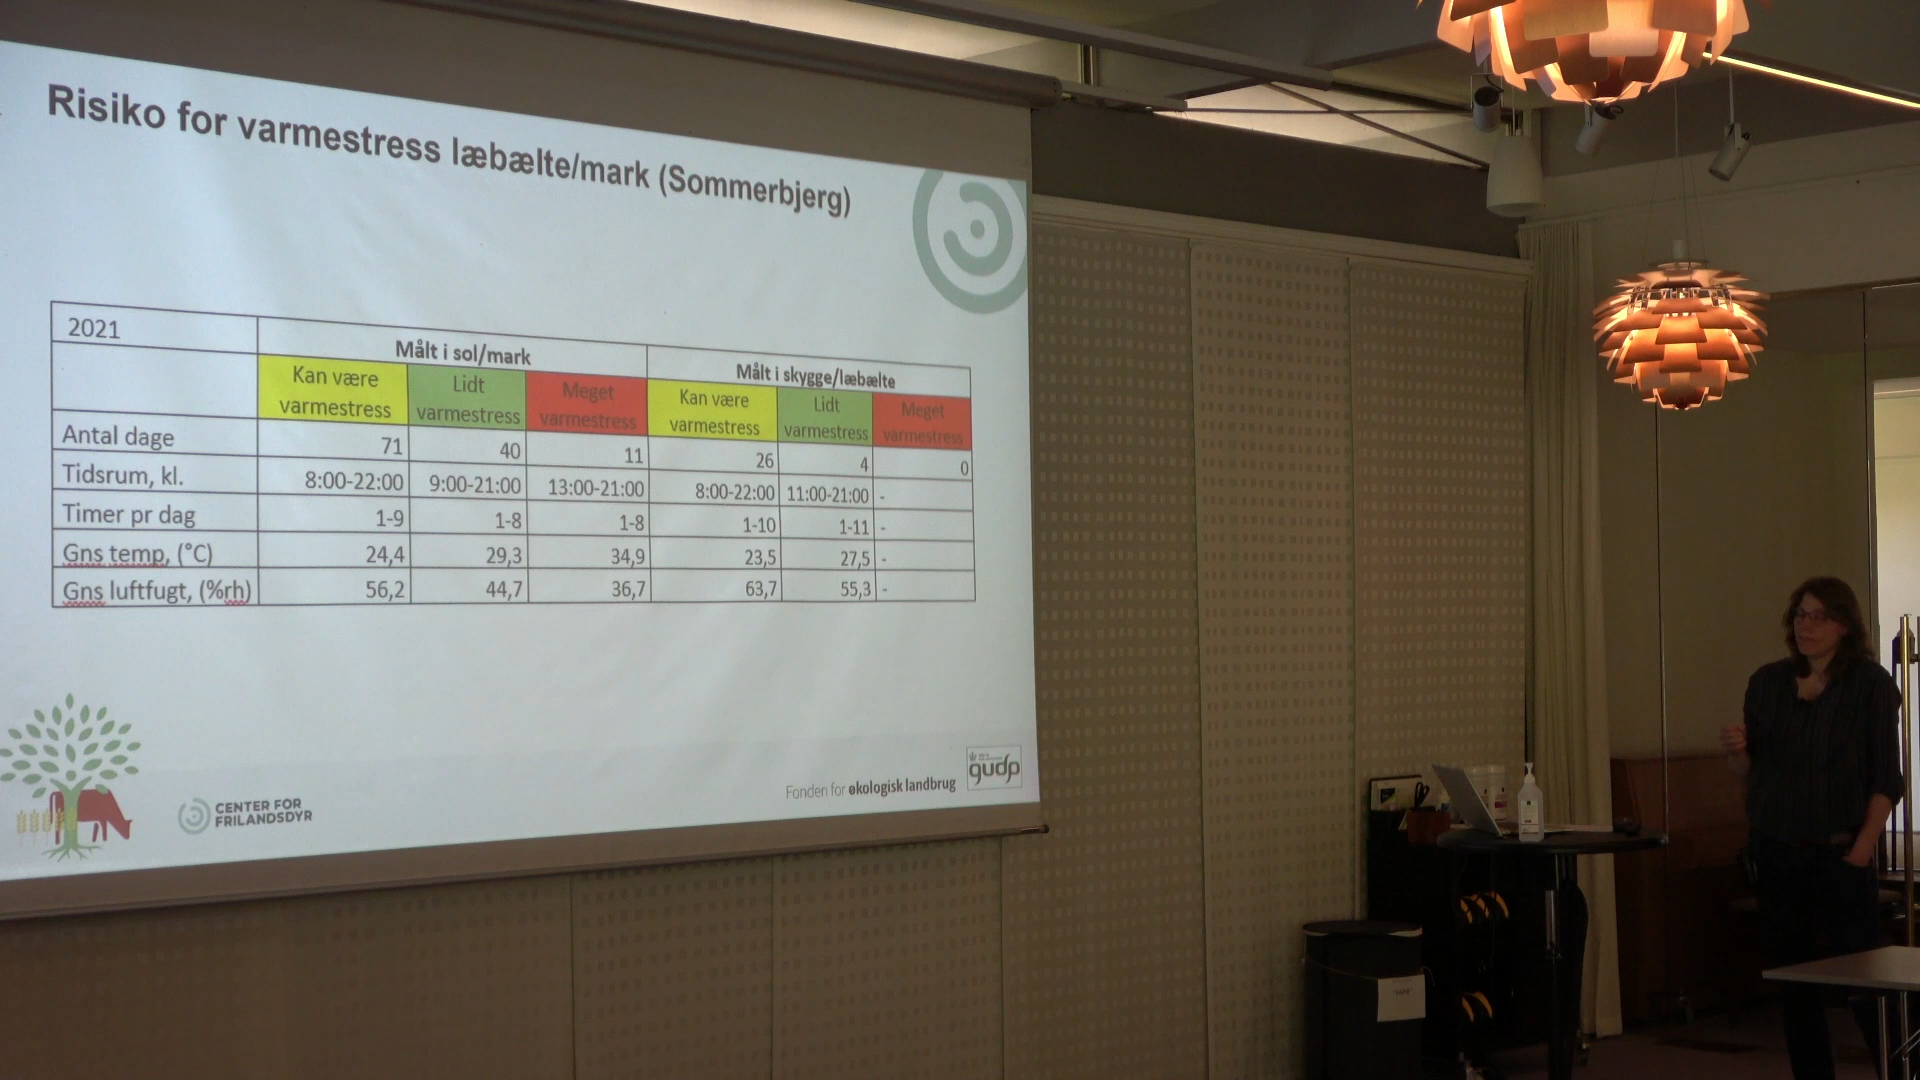 Risiko for varmestress læbælte/mark (Sommerbjerg)
2021
Målt i sol/mark
Målt i skygge/læbælte
Kan være varmestress
Lidt varmestress
Meget varmestress
Kan være varmestress
Lidt varmestress
Meget varmestress
Antal dage 71 40 11 26 4 0
Tidsrum, kl. 8:00-22:00 9:00-21:00 13:00-21:00 8:00-22:00 11:00-21:00 -
Timer pr dag 1-9 1-8 1-8 1-10 1-11 -
Gns temp, (°C) 24,4 29,3 34,9 23,5 27,5 -
Gns luftfugt, (%rh) 56,2 44,7 36,7 63,7 55,3 -
CENTER FOR
FRILANDSDYR
Fonden for økologisk landbrug
gudp